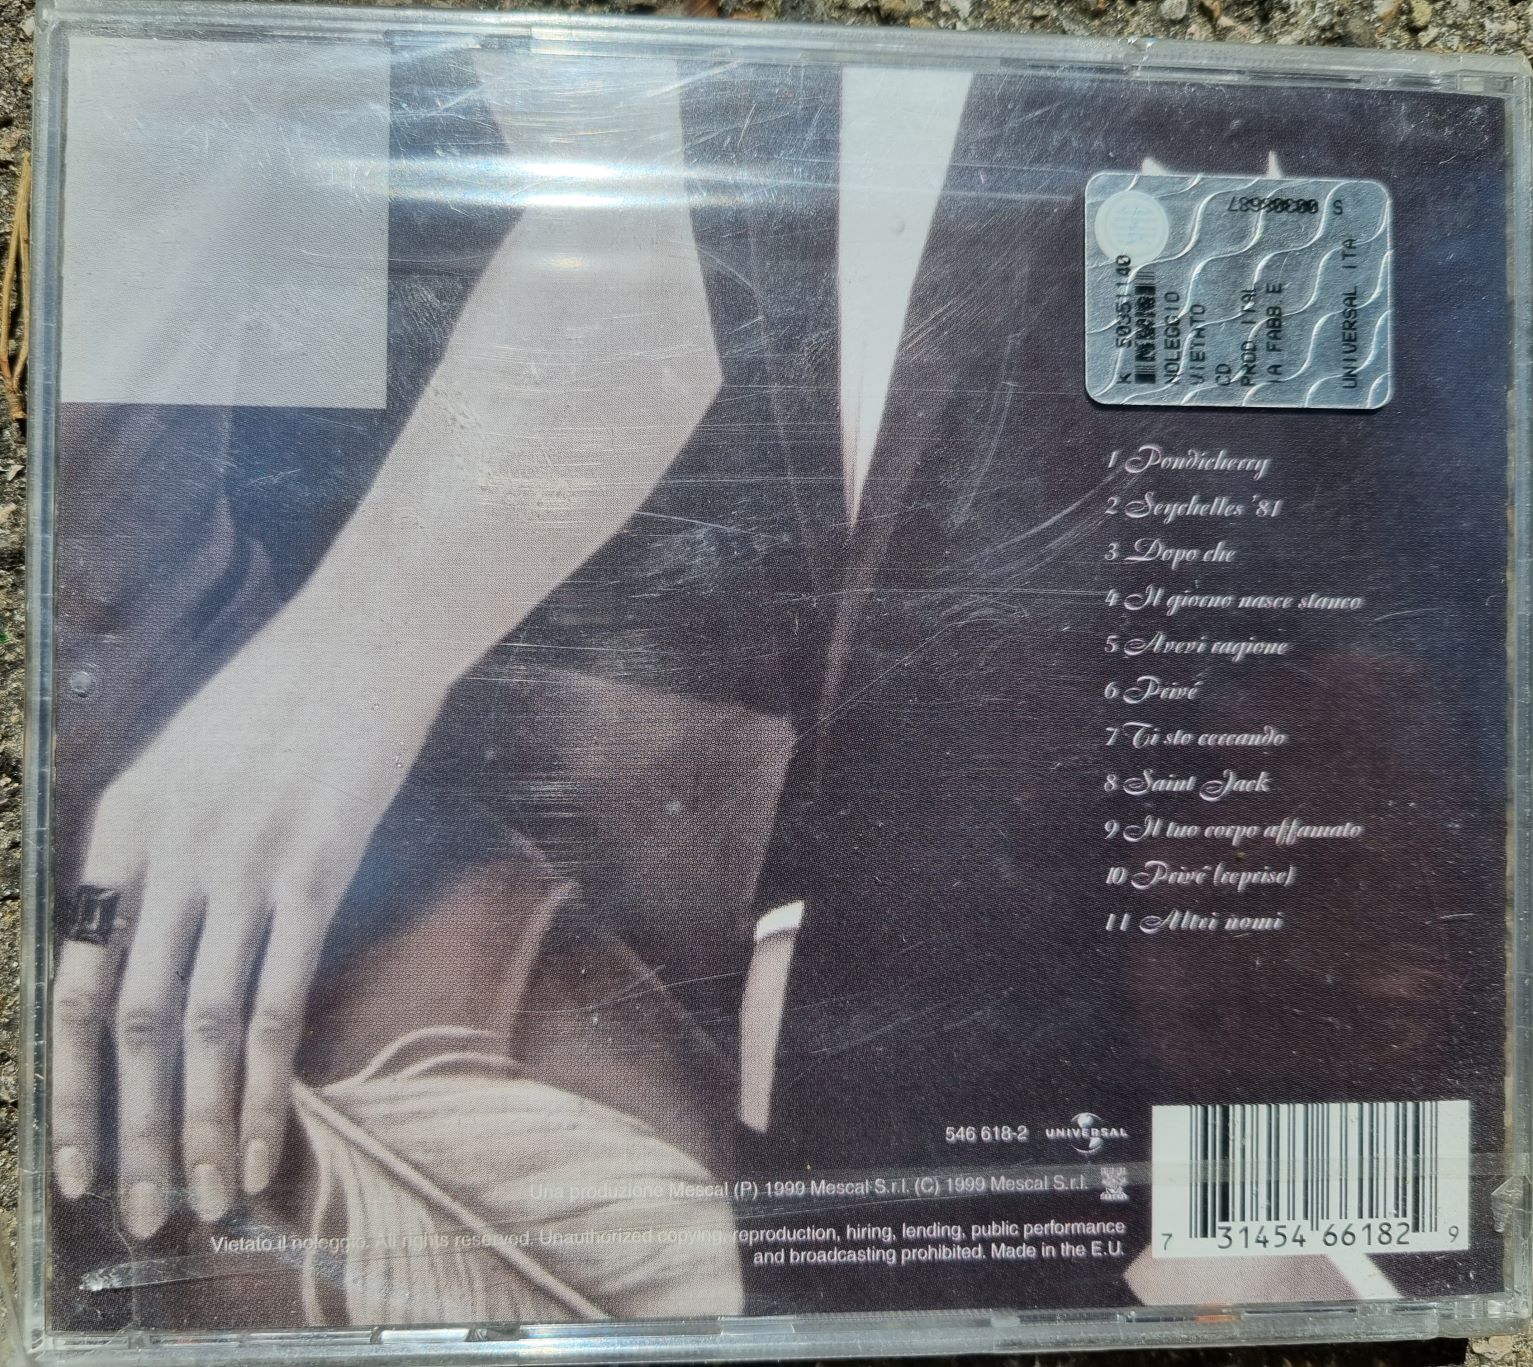 S 00308687
K 50351140
NOLEGGIO
VIETATO
CD
PROD ITAL
IA FABB E
UNIVERSAL ITA
1 Pondicherry
2 Seychelles '81
3 Dopo che
4 Il giorno nasce stanco
5 Avevi ragione
6 Privé
7 Ti sto cercando
8 Saint Jack
9 Il tuo corpo affamato
10 Privé (reprise)
11 Altri nomi
546 618-2 UNIVERSAL
Una produzione Mescal (P) 1999 Mescal S.r.l. (C) 1999 Mescal S.r.l.
Vietato il noleggio. All rights reserved. Unauthorized copying, reproduction, hiring, lending, public performance
and broadcasting prohibited. Made in the E.U.
7 31454 66182 9